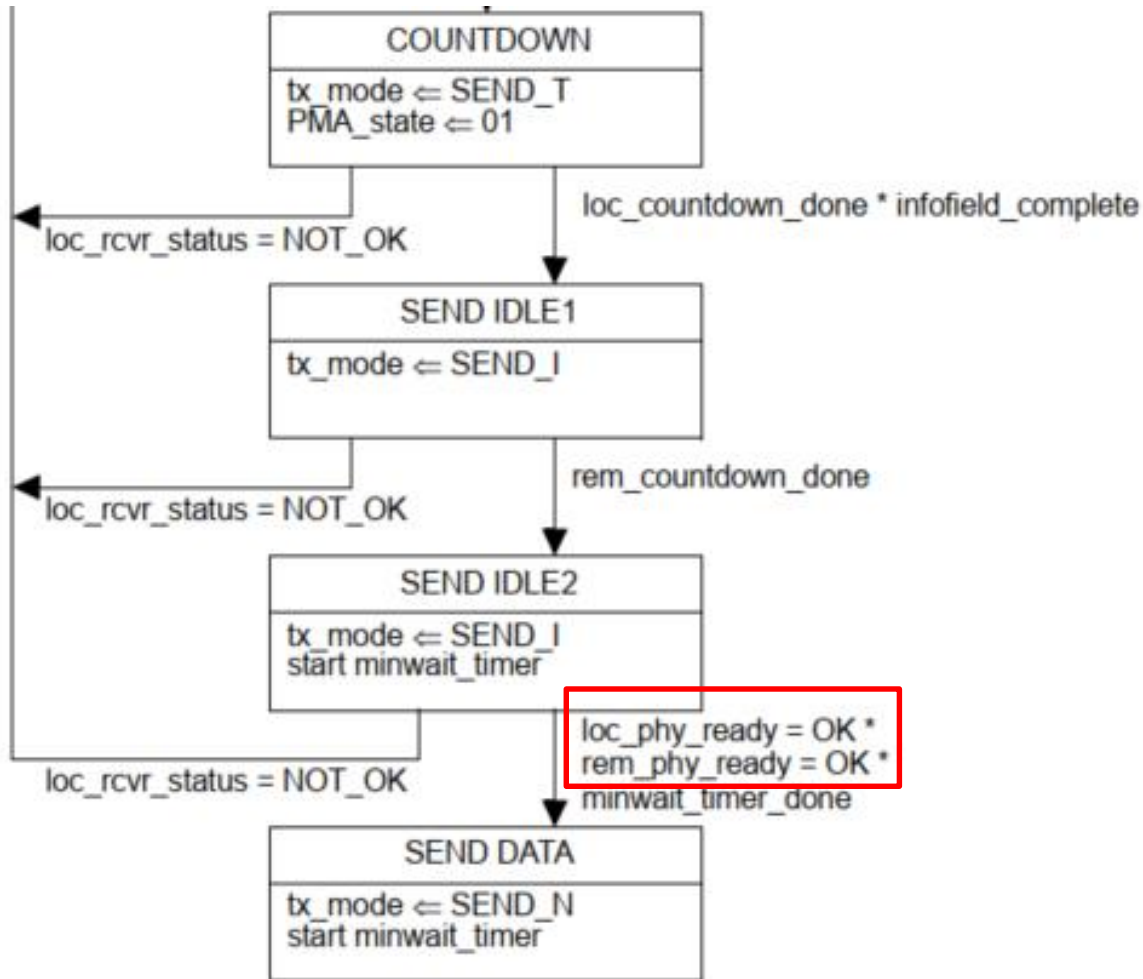 COUNTDOWN
tx_mode ⇐ SEND_T
PMA_state ⇐ 01
loc_countdown_done * infofield_complete
loc_rcvr_status = NOT_OK
SEND IDLE1
tx_mode ⇐ SEND_I
rem_countdown_done
loc_rcvr_status = NOT_OK
SEND IDLE2
tx_mode ⇐ SEND_I
start minwait_timer
loc_phy_ready = OK *
rem_phy_ready = OK *
minwait_timer_done
loc_rcvr_status = NOT_OK
SEND DATA
tx_mode ⇐ SEND_N
start minwait_timer